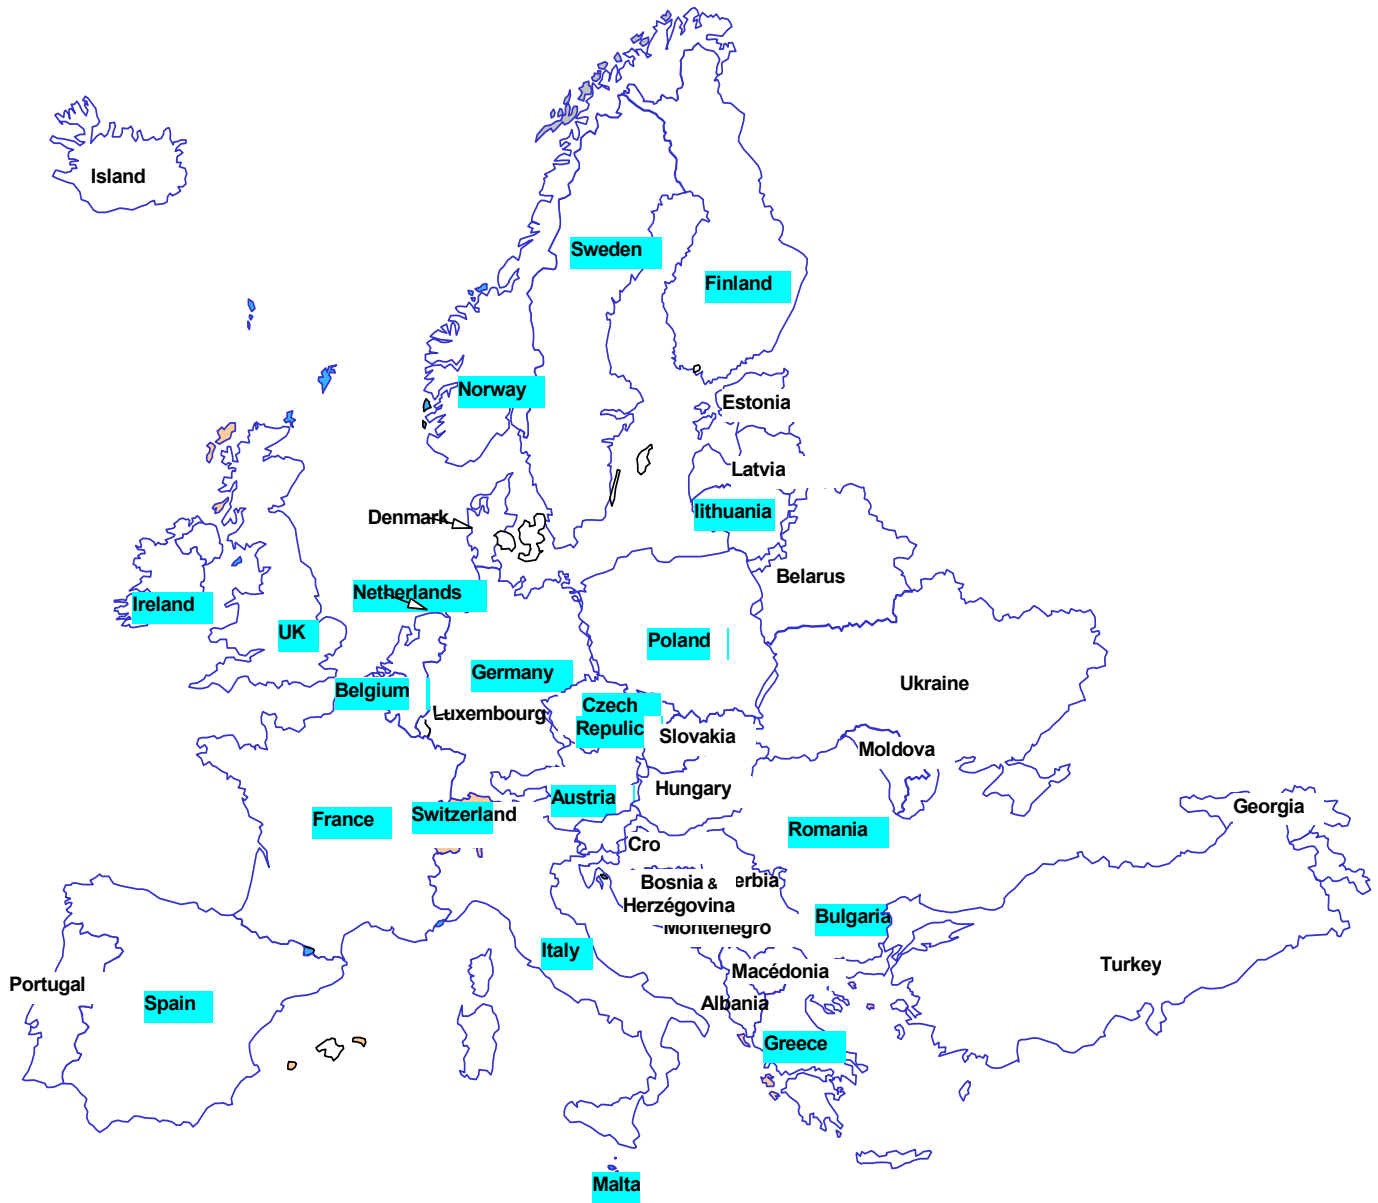 Island
Sweden
Finland
Norway
Estonia
Latvia
lithuania
Denmark
Belarus
Netherlands
Ireland
UK
Poland
Germany
Ukraine
Belgium
Czech
Repulic
Luxembourg
Slovakia
Moldova
Hungary
Austria
Georgia
Switzerland
France
Romania
Cro
Bosnia &
erbia
Herzégovina
Bulgaria
Montenegro
Italy
Turkey
Macédonia
Portugal
Spain
Albania
Greece
Malta